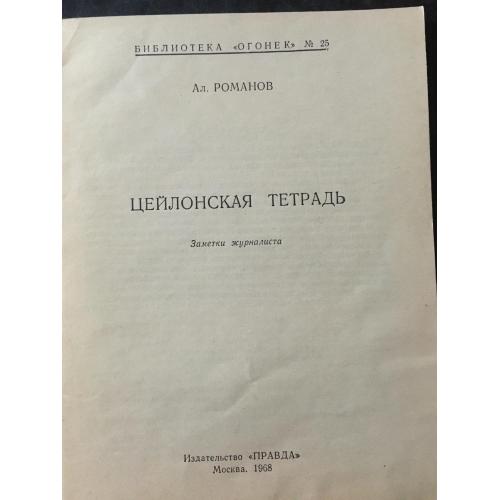 БИБЛИОТЕКА «ОГОНЕК» № 25
Ал. РОМАНОВ
ЦЕЙЛОНСКАЯ ТЕТРАДЬ
Заметки журналиста
Издательство «ПРАВДА»
Москва. 1968